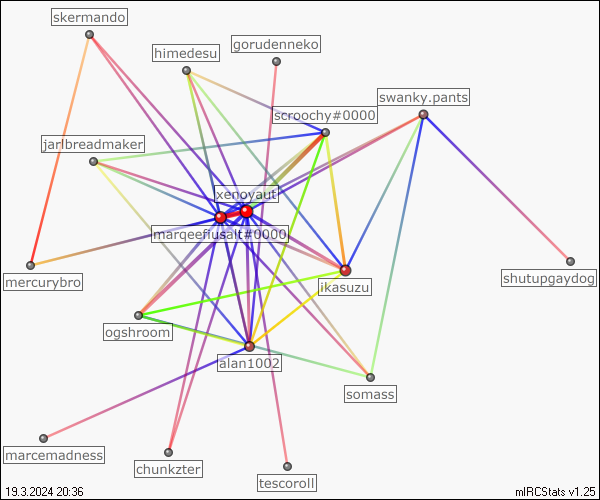 skermando
gorudenneko
himedesu
swanky.pants
scroochy#0000
jarlbreadmaker
xenoyaut
marqeeflusalt#0000
mercurybro
ikasuzu
shutupgaydog
ogshroom
alan1002
somass
marcemadness
chunkzter
tescoroll
19.3.2024 20:36
mIRCStats v1.25